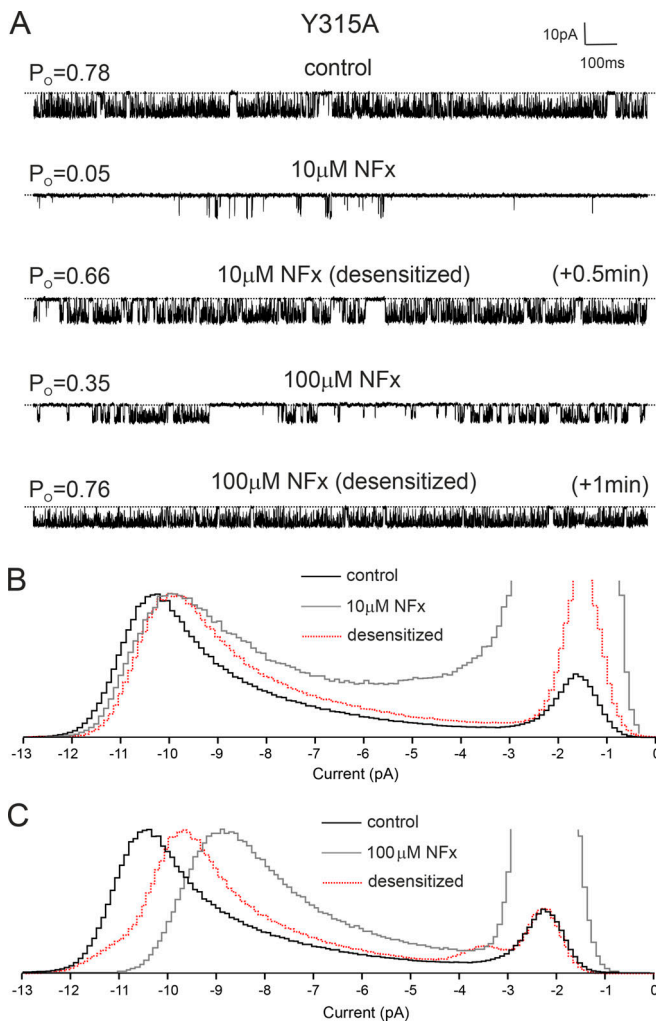 A
Y315A
10pA
100ms
Pₒ=0.78 control
Pₒ=0.05 10µM NFx
Pₒ=0.66 10µM NFx (desensitized) (+0.5min)
Pₒ=0.35 100µM NFx
Pₒ=0.76 100µM NFx (desensitized) (+1min)
B
control
10µM NFx
desensitized
-13 -12 -11 -10 -9 -8 -7 -6 -5 -4 -3 -2 -1 0
Current (pA)
C
control
100µM NFx
desensitized
-13 -12 -11 -10 -9 -8 -7 -6 -5 -4 -3 -2 -1 0
Current (pA)